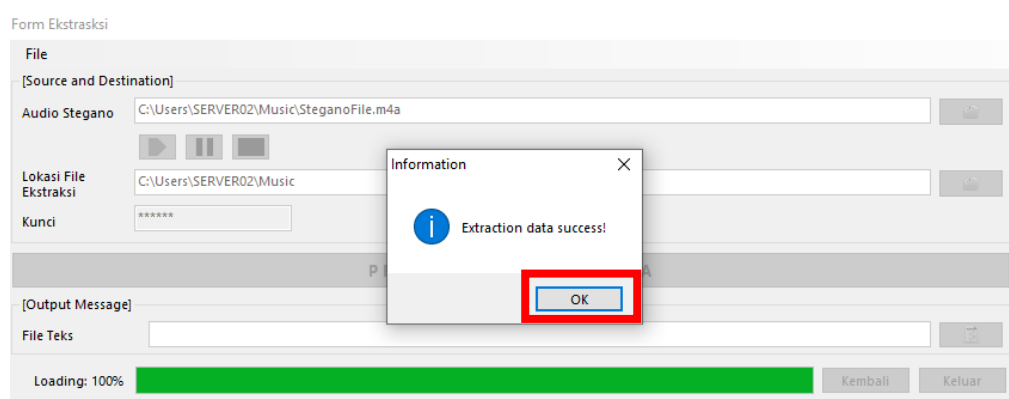 Form Ekstrasksi
File
[Source and Destination]
Audio Stegano
C:\Users\SERVER02\Music\SteganoFile.m4a
Information
Lokasi File
Ekstraksi
C:\Users\SERVER02\Music
Extraction data success!
Kunci
******
P
A
OK
[Output Message]
File Teks
Loading: 100%
Kembali
Keluar